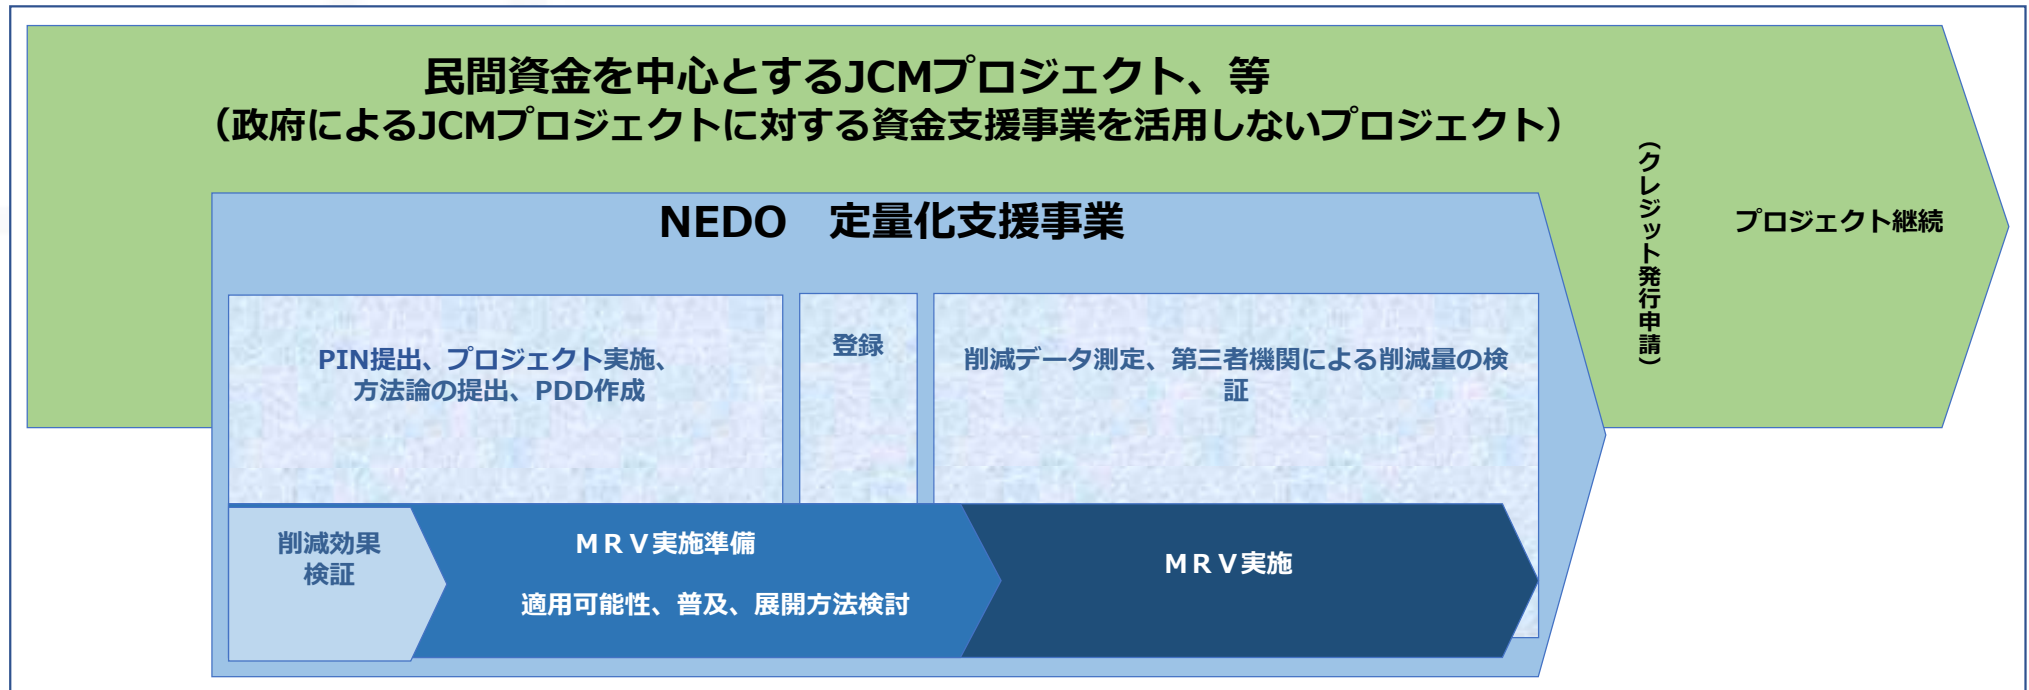 民間資金を中心とするJCMプロジェクト、等
（政府によるJCMプロジェクトに対する資金支援事業を活用しないプロジェクト）
NEDO　定量化支援事業
（クレジット発行申請）
プロジェクト継続
PIN提出、プロジェクト実施、
方法論の提出、PDD作成
登録
削減データ測定、第三者機関による削減量の検
証
削減効果
検証
ＭＲＶ実施準備
適用可能性、普及、展開方法検討
ＭＲＶ実施